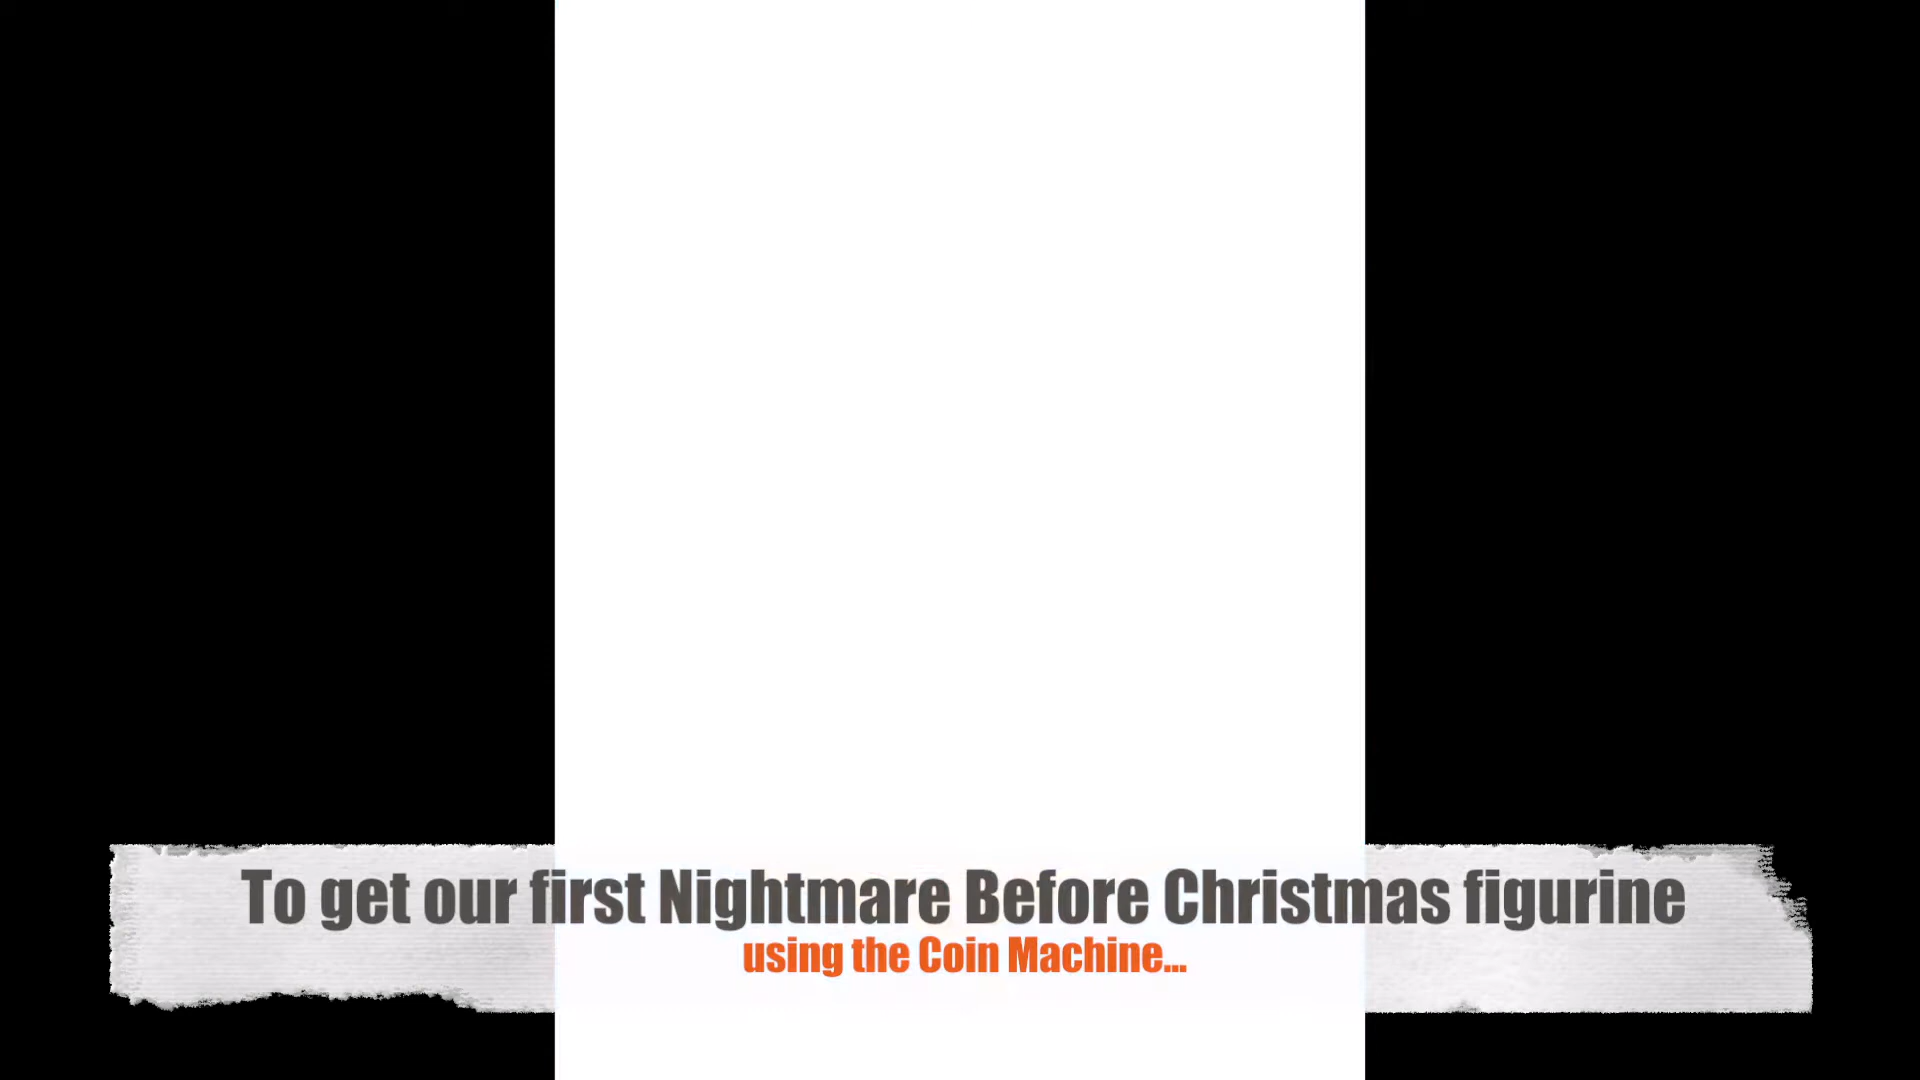 To get our first Nightmare Before Christmas figurine
using the Coin Machine...